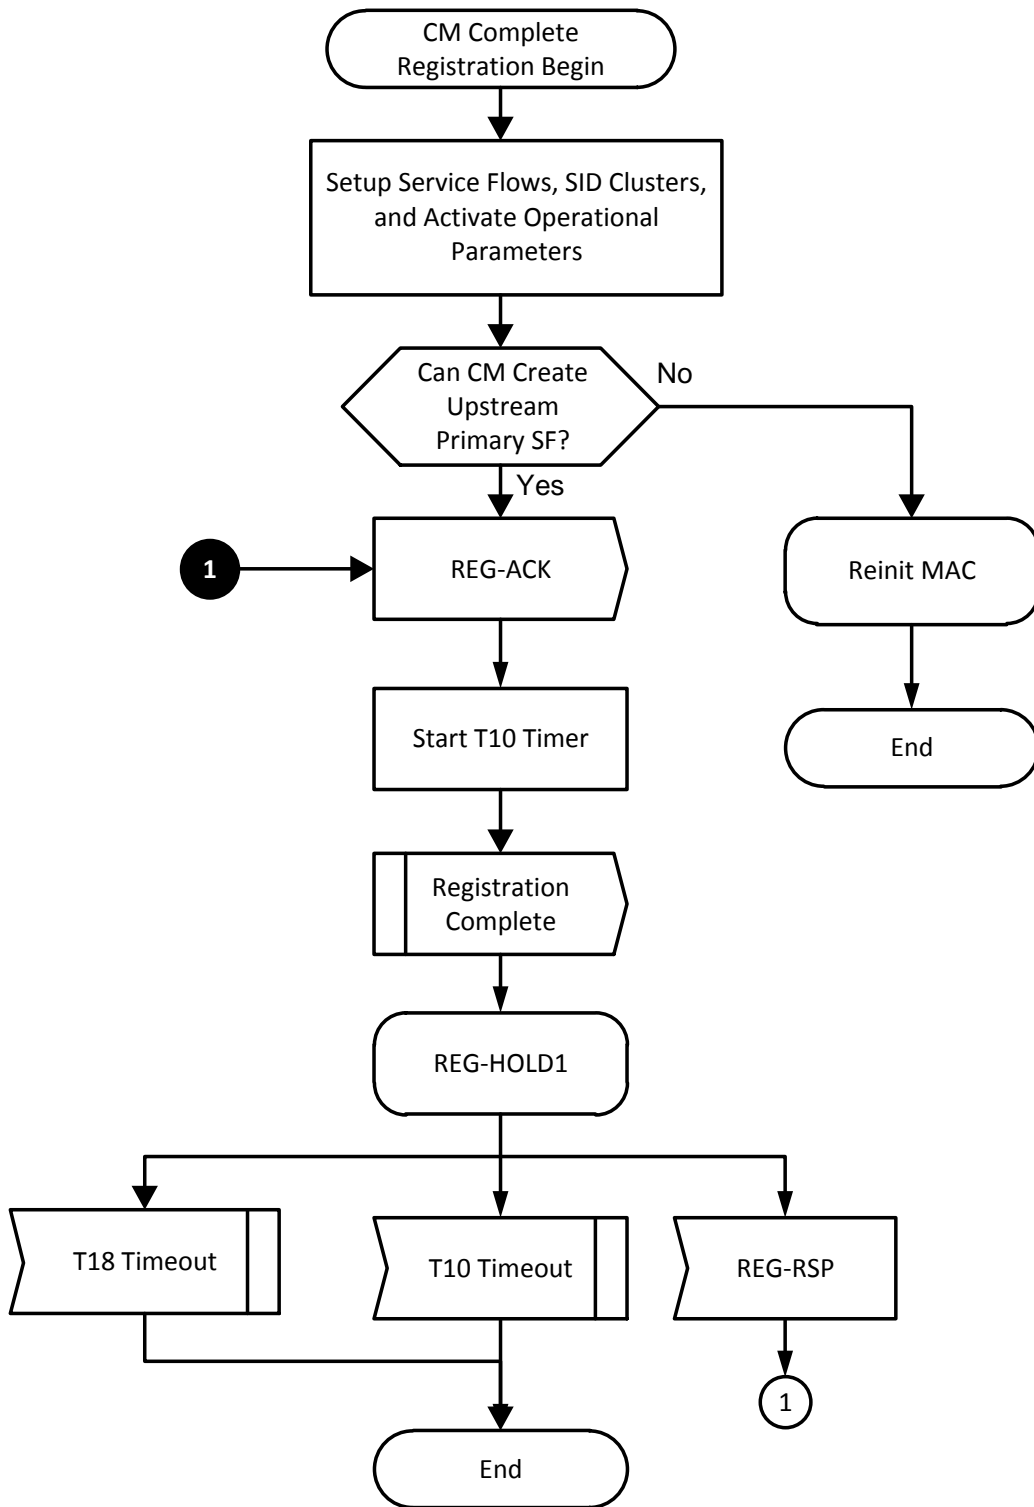 CM Complete
Registration Begin
Setup Service Flows, SID Clusters,
and Activate Operational
Parameters
Can CM Create
Upstream
Primary SF?
No
Yes
1
REG-ACK
Reinit MAC
Start T10 Timer
End
Registration
Complete
REG-HOLD1
T18 Timeout
T10 Timeout
REG-RSP
1
End